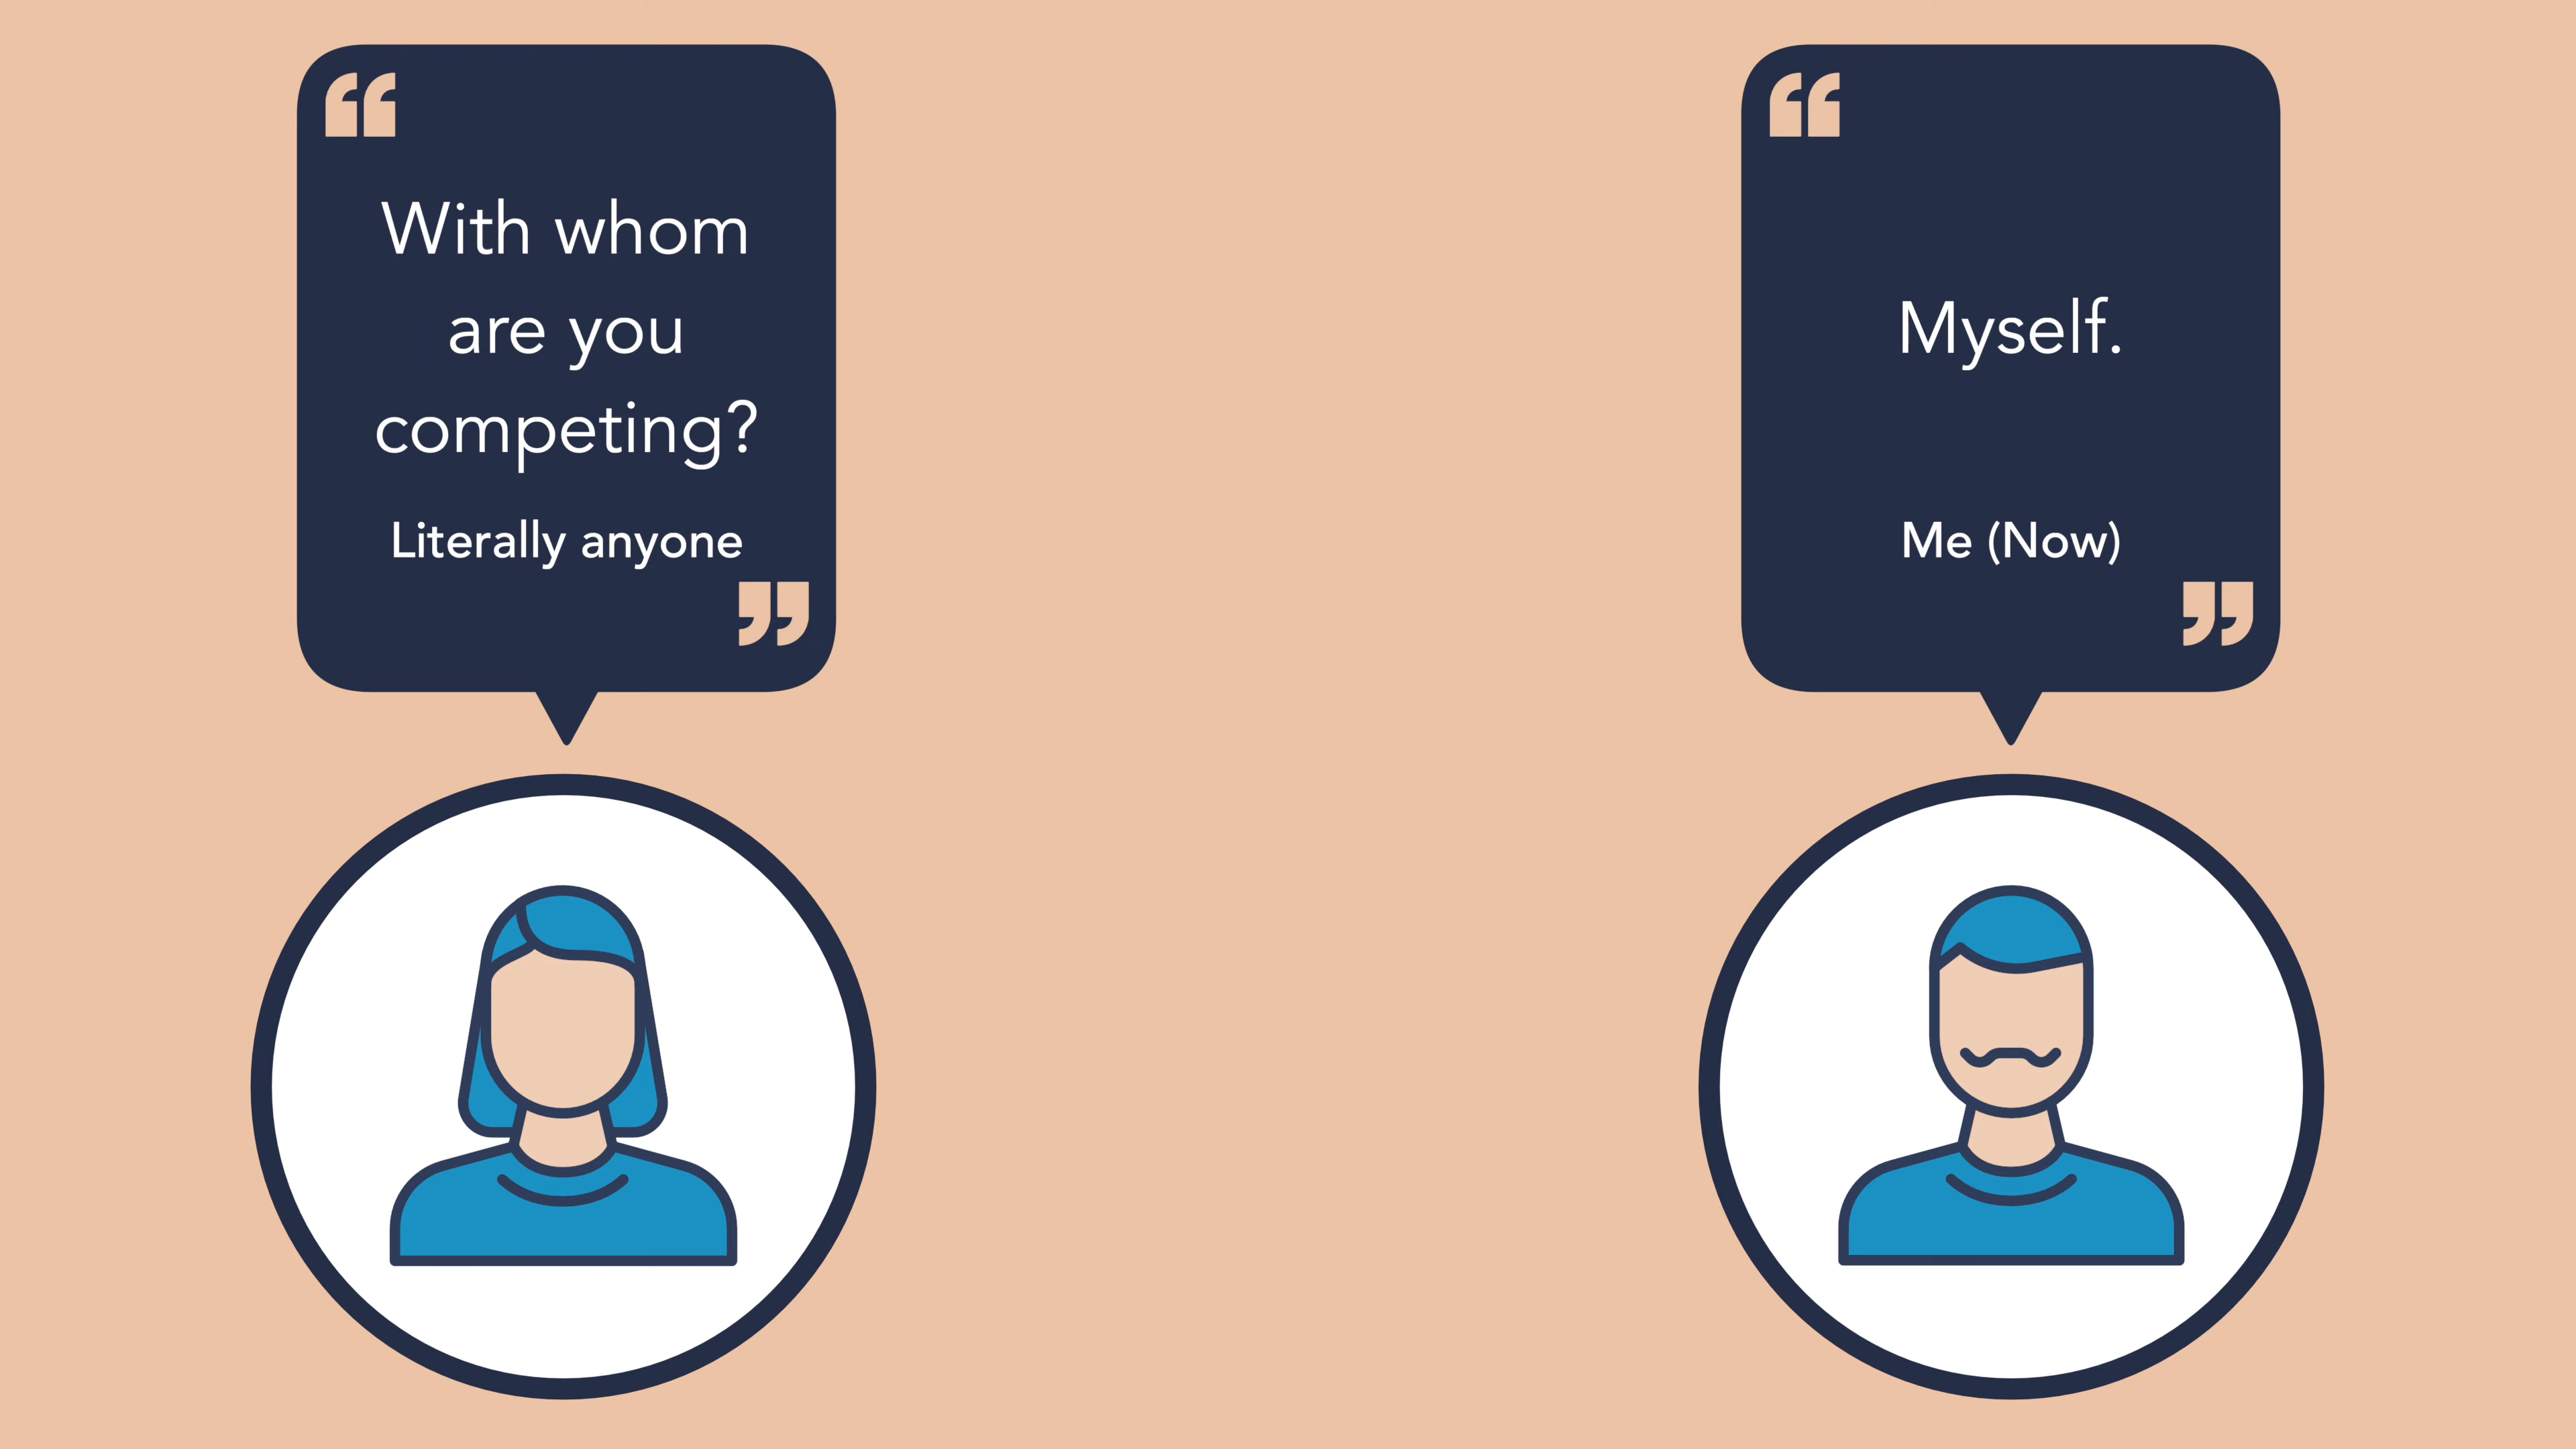 “
With whom
are you
competing?
Literally anyone
”
“
Myself.
Me (Now)
”